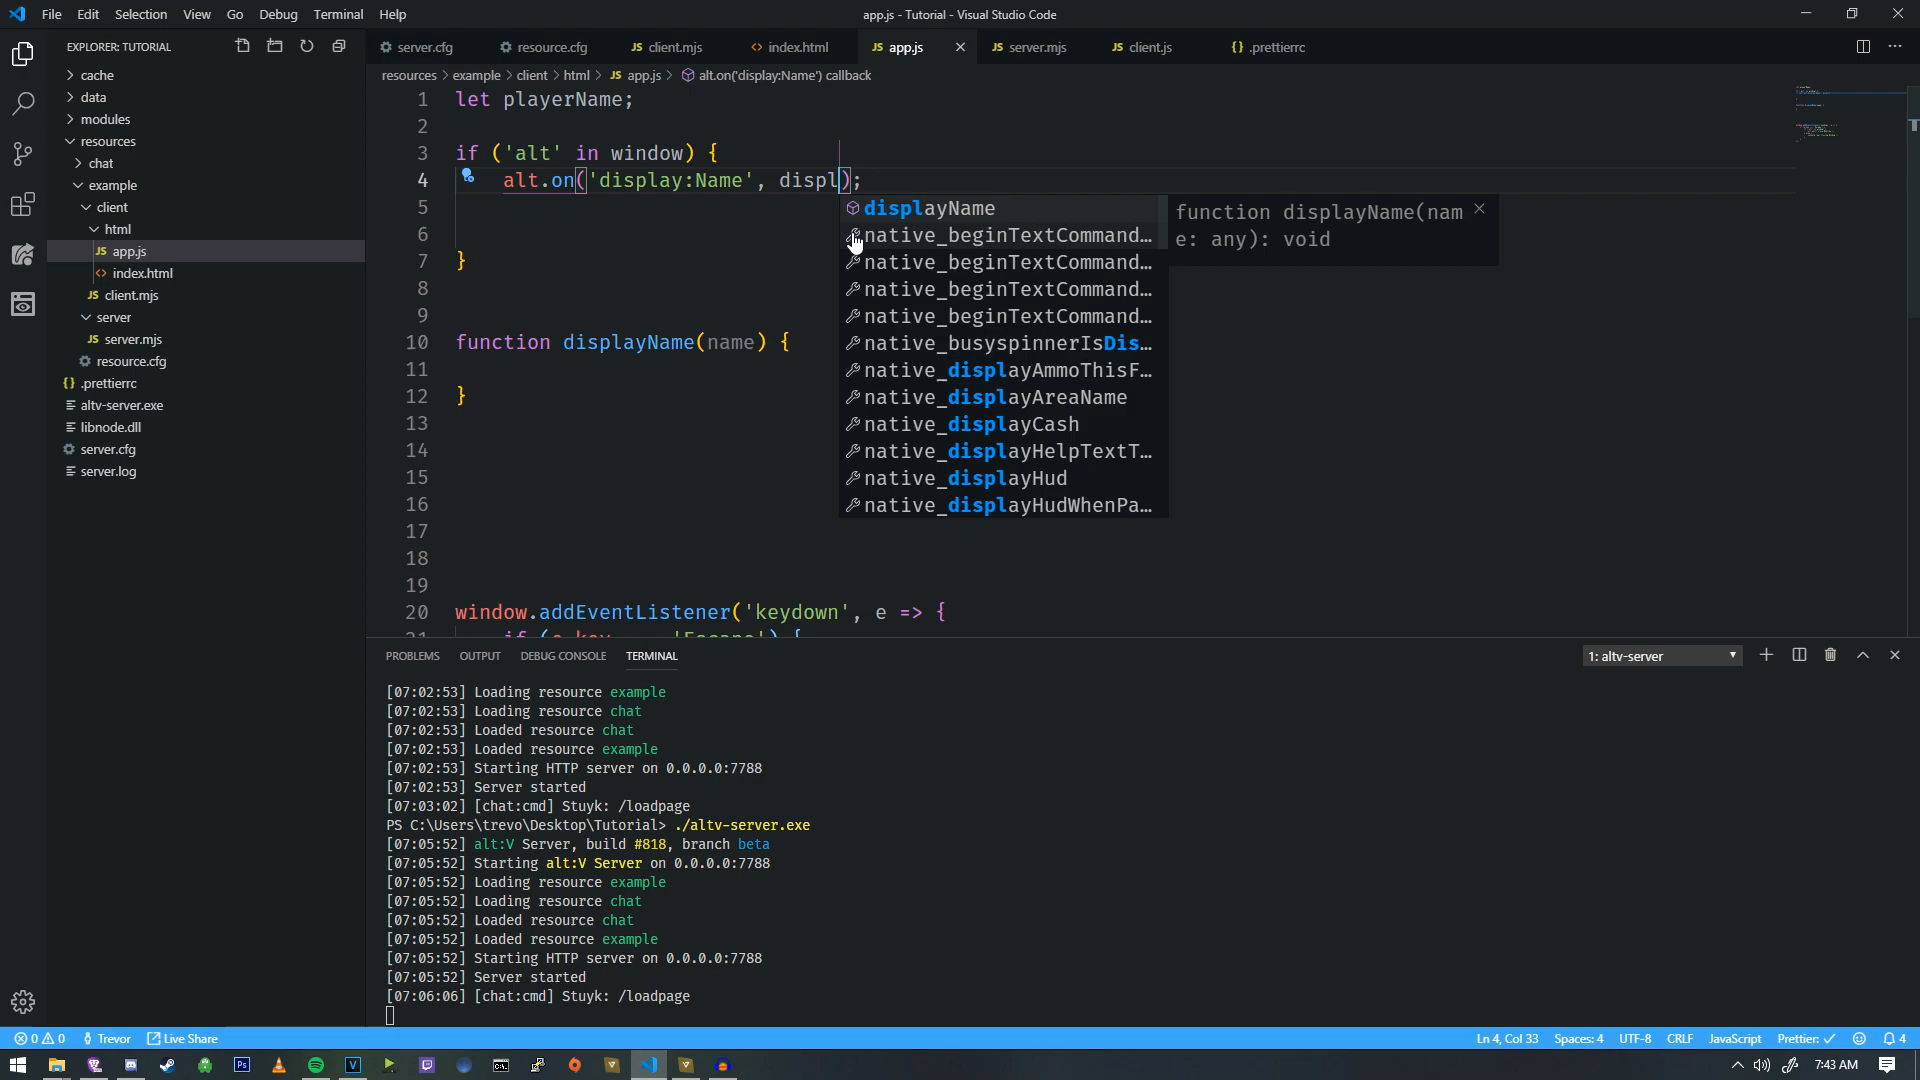 File Edit Selection View Go Debug Terminal Help
app.js - Tutorial - Visual Studio Code
EXPLORER: TUTORIAL
cache
data
modules
resources
chat
example
client
html
JS app.js
<> index.html
JS client.mjs
server
JS server.mjs
resource.cfg
{} .prettierrc
altv-server.exe
libnode.dll
server.cfg
server.log
server.cfg resource.cfg JS client.mjs <> index.html JS app.js JS server.mjs JS client.js {} .prettierrc
resources > example > client > html > JS app.js > alt.on('display:Name') callback
1 let playerName;
2
3 if ('alt' in window) {
4 alt.on('display:Name', displ);
5
6
7 }
8
9
10 function displayName(name) {
11
12 }
13
14
15
16
17
18
19
20 window.addEventListener('keydown', e => {
displayName
native_beginTextCommand…
native_beginTextCommand…
native_beginTextCommand…
native_beginTextCommand…
native_busyspinnerIsDis…
native_displayAmmoThisF…
native_displayAreaName
native_displayCash
native_displayHelpTextT…
native_displayHud
native_displayHudWhenPa…
function displayName(nam
e: any): void
PROBLEMS OUTPUT DEBUG CONSOLE TERMINAL
1: altv-server
[07:02:53] Loading resource example
[07:02:53] Loading resource chat
[07:02:53] Loaded resource chat
[07:02:53] Loaded resource example
[07:02:53] Starting HTTP server on 0.0.0.0:7788
[07:02:53] Server started
[07:03:02] [chat:cmd] Stuyk: /loadpage
PS C:\Users\trevo\Desktop\Tutorial> ./altv-server.exe
[07:05:52] alt:V Server, build #818, branch beta
[07:05:52] Starting alt:V Server on 0.0.0.0:7788
[07:05:52] Loading resource example
[07:05:52] Loading resource chat
[07:05:52] Loaded resource chat
[07:05:52] Loaded resource example
[07:05:52] Starting HTTP server on 0.0.0.0:7788
[07:05:52] Server started
[07:06:06] [chat:cmd] Stuyk: /loadpage
0 0 Trevor Live Share
Ln 4, Col 33 Spaces: 4 UTF-8 CRLF JavaScript Prettier: ✓ 4
7:43 AM